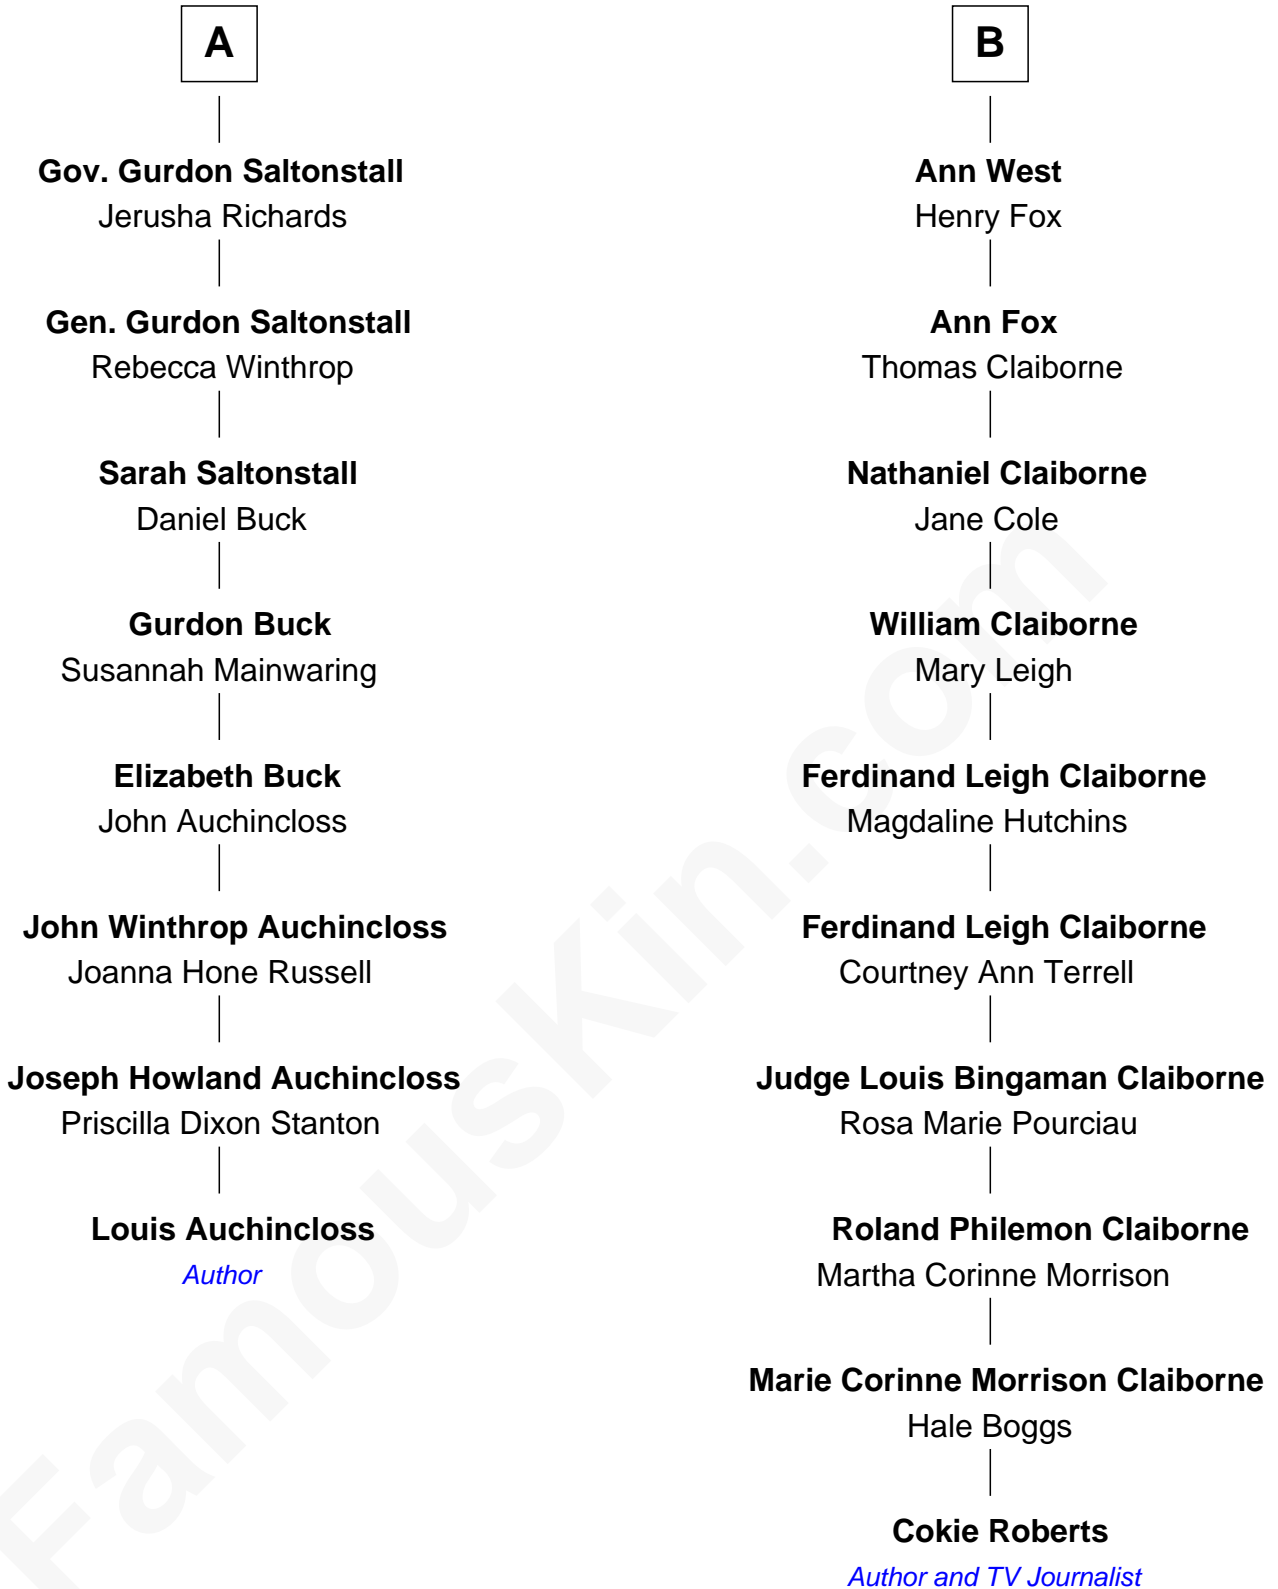 A
Gov. Gurdon Saltonstall
Jerusha Richards
Gen. Gurdon Saltonstall
Rebecca Winthrop
Sarah Saltonstall
Daniel Buck
Gurdon Buck
Susannah Mainwaring
Elizabeth Buck
John Auchincloss
John Winthrop Auchincloss
Joanna Hone Russell
Joseph Howland Auchincloss
Priscilla Dixon Stanton
Louis Auchincloss
Author
B
Ann West
Henry Fox
Ann Fox
Thomas Claiborne
Nathaniel Claiborne
Jane Cole
William Claiborne
Mary Leigh
Ferdinand Leigh Claiborne
Magdaline Hutchins
Ferdinand Leigh Claiborne
Courtney Ann Terrell
Judge Louis Bingaman Claiborne
Rosa Marie Pourciau
Roland Philemon Claiborne
Martha Corinne Morrison
Marie Corinne Morrison Claiborne
Hale Boggs
Cokie Roberts
Author and TV Journalist
FamousKin.com